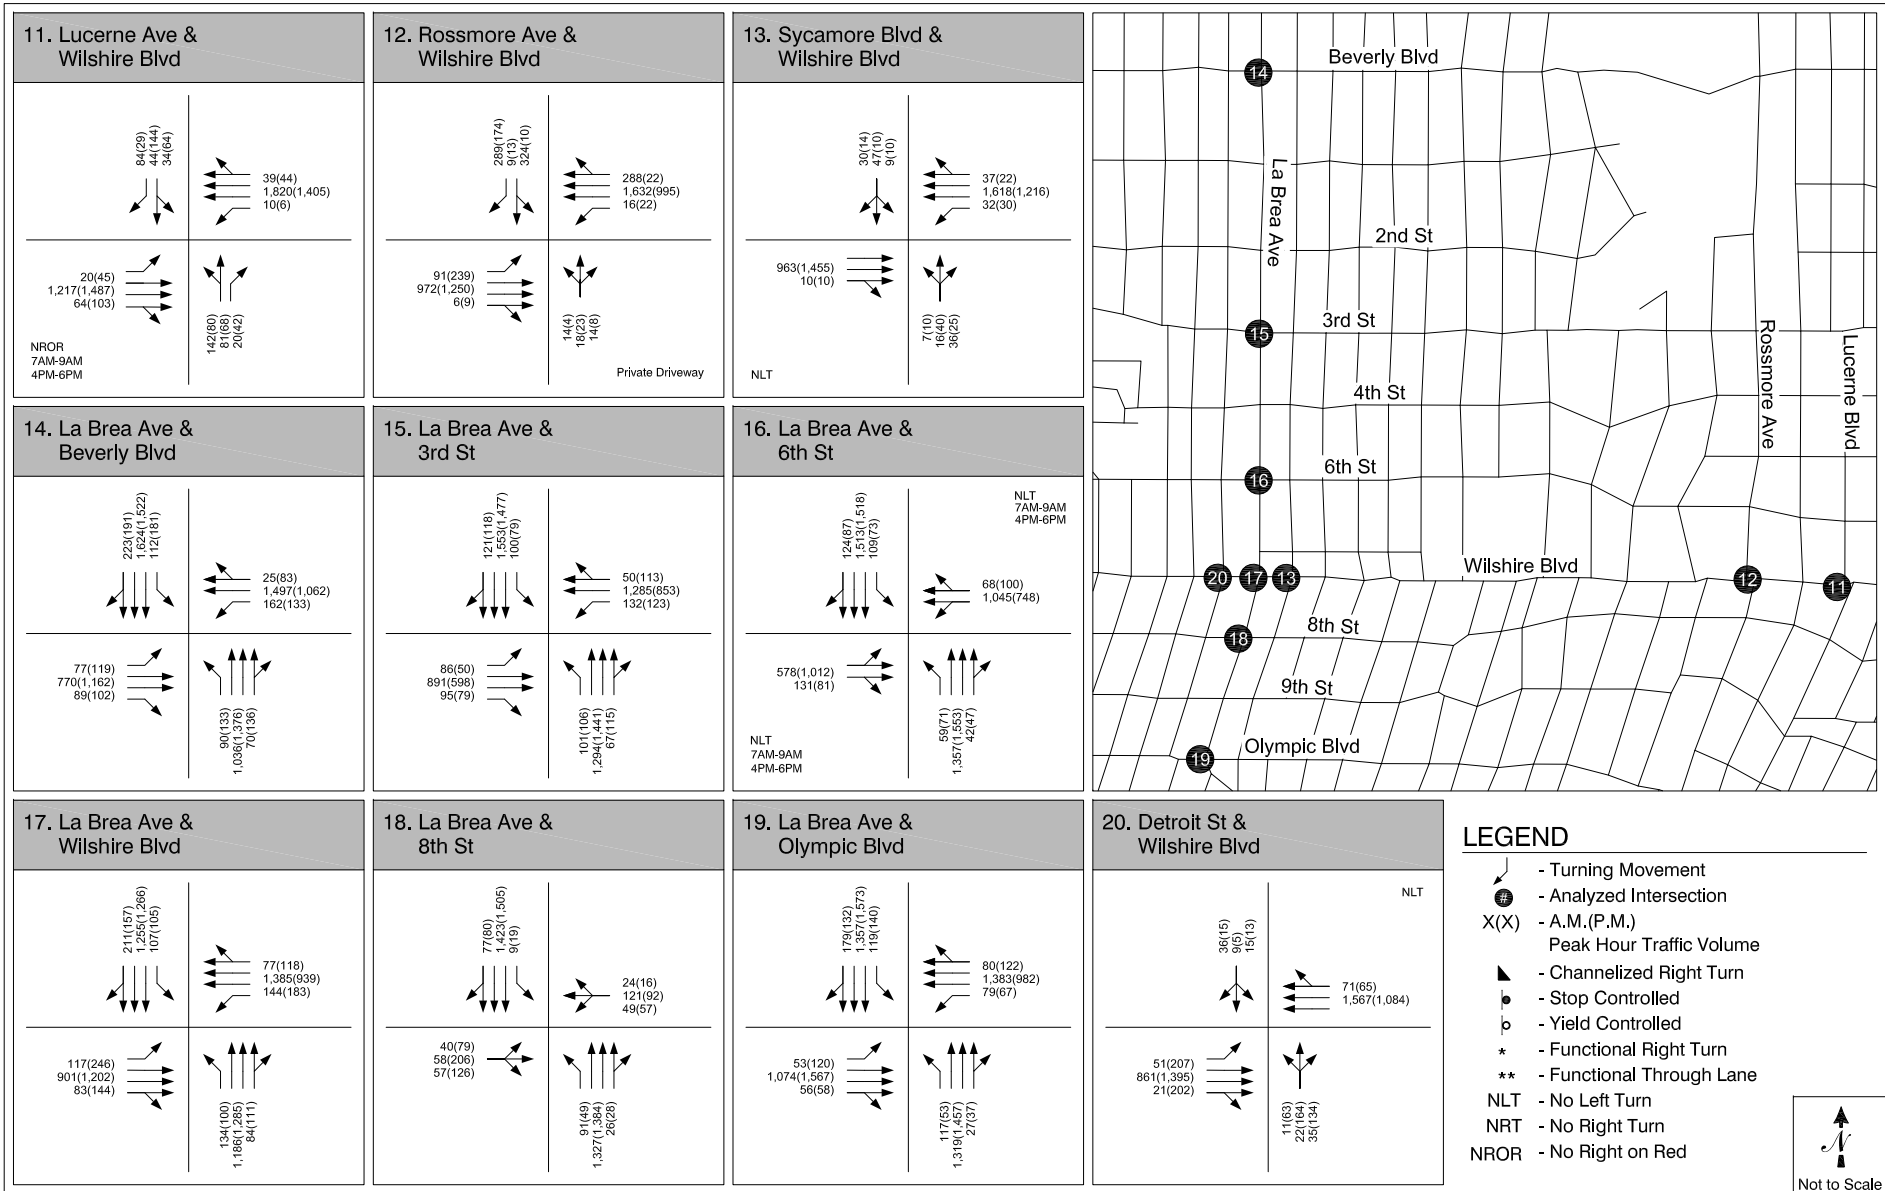 11. Lucerne Ave &
Wilshire Blvd
84(29)
44(144)
34(64)
39(44)
1,820(1,405)
10(6)
20(45)
1,217(1,487)
64(103)
142(80)
81(68)
20(42)
NROR
7AM-9AM
4PM-6PM
12. Rossmore Ave &
Wilshire Blvd
289(174)
9(13)
324(10)
288(22)
1,632(995)
16(22)
91(239)
972(1,250)
6(9)
14(4)
18(23)
14(8)
Private Driveway
13. Sycamore Blvd &
Wilshire Blvd
30(14)
47(10)
9(10)
37(22)
1,618(1,216)
32(30)
963(1,455)
10(10)
7(10)
16(40)
36(25)
NLT
14. La Brea Ave &
Beverly Blvd
223(191)
1,624(1,522)
112(181)
25(83)
1,497(1,062)
162(133)
77(119)
770(1,162)
89(102)
90(133)
1,036(1,376)
70(136)
15. La Brea Ave &
3rd St
121(118)
1,553(1,477)
100(79)
50(113)
1,285(853)
132(123)
86(50)
891(598)
95(79)
101(106)
1,294(1,441)
67(115)
16. La Brea Ave &
6th St
NLT
7AM-9AM
4PM-6PM
124(87)
1,513(1,518)
109(73)
68(100)
1,045(748)
578(1,012)
131(81)
59(71)
1,357(1,553)
42(47)
NLT
7AM-9AM
4PM-6PM
17. La Brea Ave &
Wilshire Blvd
211(157)
1,255(1,266)
107(105)
77(118)
1,385(939)
144(183)
117(246)
901(1,202)
83(144)
134(100)
1,186(1,285)
84(111)
18. La Brea Ave &
8th St
77(80)
1,423(1,505)
9(19)
24(16)
121(92)
49(57)
40(79)
58(206)
57(126)
91(49)
1,327(1,384)
26(28)
19. La Brea Ave &
Olympic Blvd
179(132)
1,357(1,573)
119(140)
80(122)
1,383(982)
79(67)
53(120)
1,074(1,567)
56(58)
117(53)
1,319(1,457)
27(37)
20. Detroit St &
Wilshire Blvd
NLT
36(15)
9(5)
15(13)
71(65)
1,567(1,084)
51(207)
861(1,395)
21(202)
11(63)
22(164)
35(134)
Beverly Blvd
14
La Brea Ave
2nd St
3rd St
15
Rossmore Ave
Lucerne Blvd
4th St
6th St
16
Wilshire Blvd
20
17
13
12
11
8th St
18
9th St
Olympic Blvd
19
LEGEND
- Turning Movement
# - Analyzed Intersection
X(X) - A.M.(P.M.)
Peak Hour Traffic Volume
- Channelized Right Turn
- Stop Controlled
- Yield Controlled
* - Functional Right Turn
** - Functional Through Lane
NLT - No Left Turn
NRT - No Right Turn
NROR - No Right on Red
N
Not to Scale